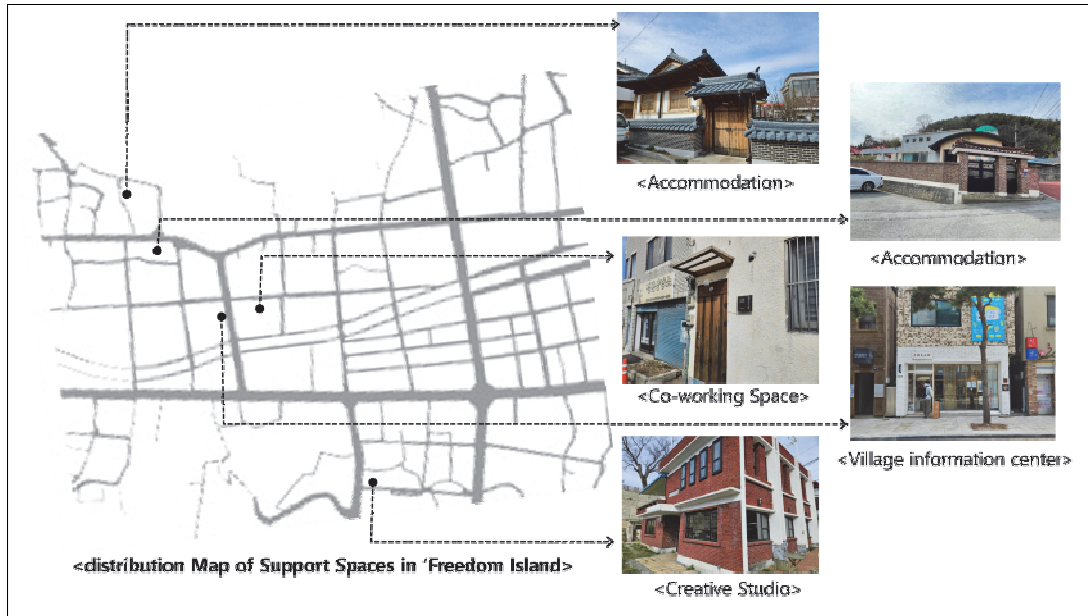 <Accommodation>
<Accommodation>
<Co-working Space>
<Village information center>
<distribution Map of Support Spaces in ‘Freedom Island>
<Creative Studio>